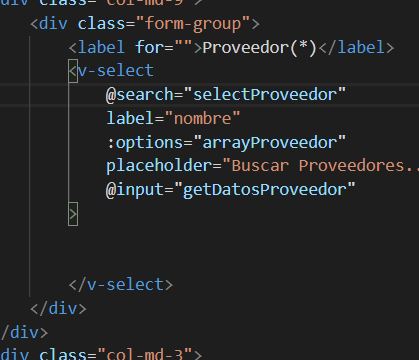 div class="col-md-9">
<div class="form-group">
<label for="">Proveedor(*)</label>
<v-select
@search="selectProveedor"
label="nombre"
:options="arrayProveedor"
placeholder="Buscar Proveedores..
@input="getDatosProveedor"
>
</v-select>
</div>
/div>
div class="col-md-3">